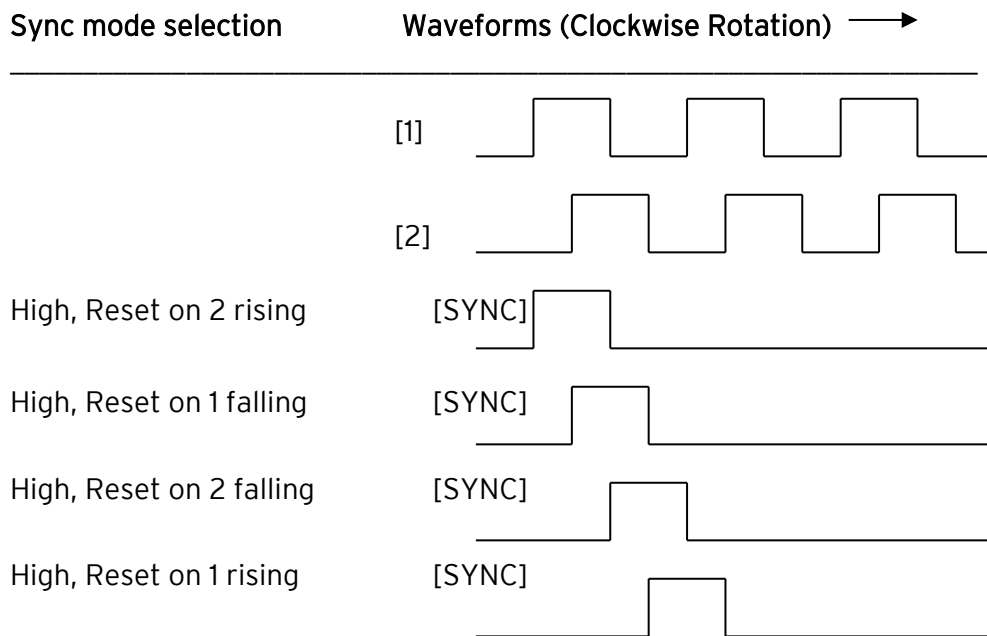 Sync mode selection Waveforms (Clockwise Rotation)
[1]
[2]
High, Reset on 2 rising [SYNC]
High, Reset on 1 falling [SYNC]
High, Reset on 2 falling [SYNC]
High, Reset on 1 rising [SYNC]